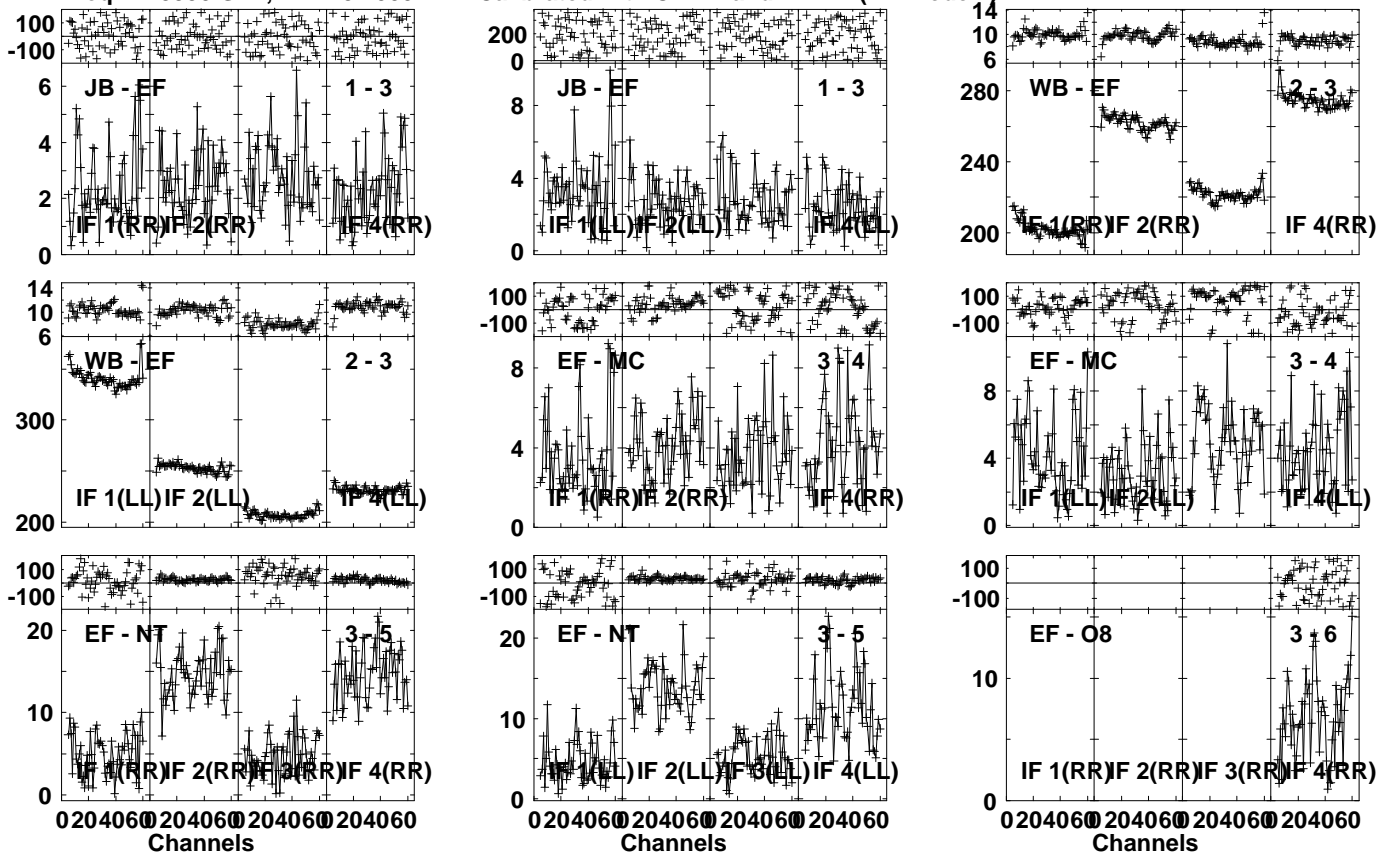 100
-100
6
4
2
0
JB - EF
1 - 3
IF 1(RR)
IF 2(RR)
IF 4(RR)
200
0
8
4
0
JB - EF
1 - 3
IF 1(LL)
IF 2(LL)
IF 4(LL)
14
10
6
280
240
200
WB - EF
2 - 3
IF 1(RR)
IF 2(RR)
IF 4(RR)
14
10
6
300
200
WB - EF
2 - 3
IF 1(LL)
IF 2(LL)
IF 4(LL)
100
-100
8
4
0
EF - MC
3 - 4
IF 1(RR)
IF 2(RR)
IF 4(RR)
100
-100
8
4
0
EF - MC
3 - 4
IF 1(LL)
IF 2(LL)
IF 4(LL)
100
-100
20
10
0
EF - NT
3 - 5
IF 1(RR)
IF 2(RR)
IF 3(RR)
IF 4(RR)
0 20 40 60 0 20 40 60 0 20 40 60 0 20 40 60
Channels
100
-100
20
10
0
EF - NT
3 - 5
IF 1(LL)
IF 2(LL)
IF 3(LL)
IF 4(LL)
0 20 40 60 0 20 40 60 0 20 40 60 0 20 40 60
Channels
100
-100
10
0
EF - O8
3 - 6
IF 1(RR)
IF 2(RR)
IF 3(RR)
IF 4(RR)
0 20 40 60 0 20 40 60 0 20 40 60 0 20 40 60
Channels